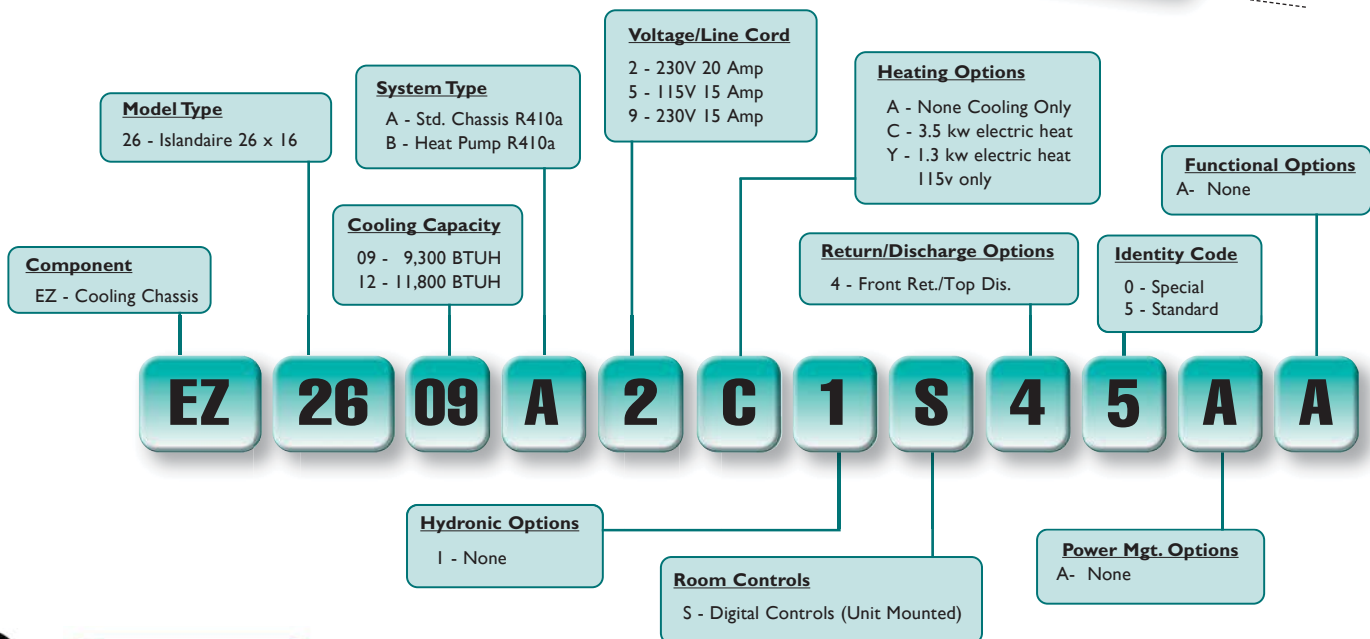 Voltage/Line Cord
2 - 230V 20 Amp
5 - 115V 15 Amp
9 - 230V 15 Amp
Heating Options
A - None Cooling Only
C - 3.5 kw electric heat
Y - 1.3 kw electric heat
115v only
System Type
A - Std. Chassis R410a
B - Heat Pump R410a
Model Type
26 - Islandaire 26 x 16
Functional Options
A- None
Cooling Capacity
09 - 9,300 BTUH
12 - 11,800 BTUH
Return/Discharge Options
4 - Front Ret./Top Dis.
Identity Code
0 - Special
5 - Standard
Component
EZ - Cooling Chassis
EZ 26 09 A 2 C 1 S 4 5 A A
Hydronic Options
1 - None
Room Controls
S - Digital Controls (Unit Mounted)
Power Mgt. Options
A- None